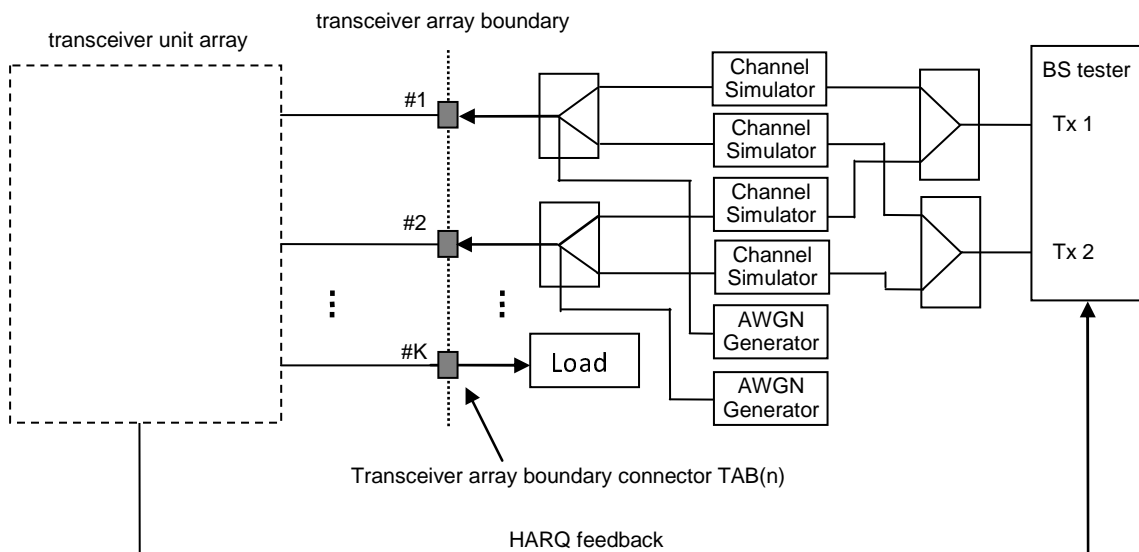 transceiver array boundary
transceiver unit array
#1
Channel
Simulator
BS tester
Tx 1
Channel
Simulator
#2
Channel
Simulator
Channel
Simulator
Tx 2
AWGN
Generator
#K
Load
AWGN
Generator
Transceiver array boundary connector TAB(n)
HARQ feedback